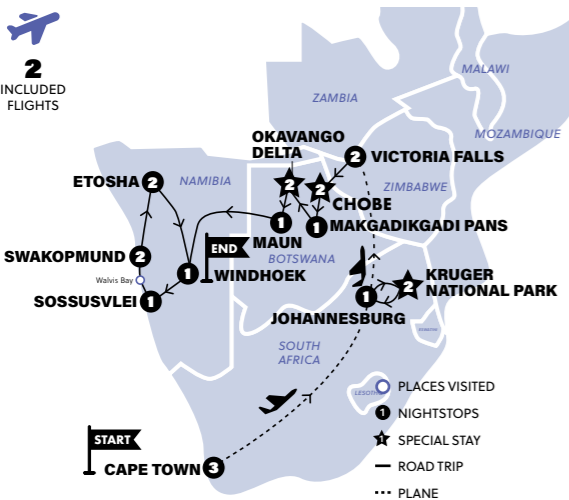 2
INCLUDED
FLIGHTS
MALAWI
ZAMBIA
MOZAMBIQUE
OKAVANGO
DELTA
2
VICTORIA FALLS
ETOSHA
2
NAMIBIA
2
2
ZIMBABWE
CHOBE
1
1
MAKGADIKGADI PANS
MAUN
SWAKOPMUND
2
END
BOTSWANA
Walvis Bay
1
WINDHOEK
KRUGER
NATIONAL PARK
2
SOSSUSVLEI
1
1
JOHANNESBURG
SOUTH
AFRICA
LESOTHO
PLACES VISITED
1
NIGHTSTOPS
1
SPECIAL STAY
START
ROAD TRIP
CAPE TOWN
3
PLANE